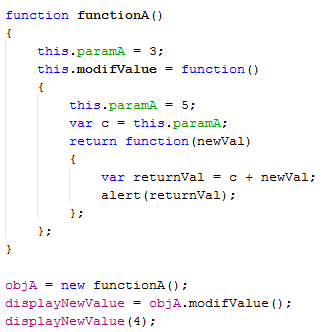 function functionA()
{
    this.paramA = 3;
    this.modifValue = function()
    {
        this.paramA = 5;
        var c = this.paramA;
        return function(newVal)
        {
            var returnVal = c + newVal;
            alert(returnVal);
        };
    };
}

objA = new functionA();
displayNewValue = objA.modifValue();
displayNewValue(4);